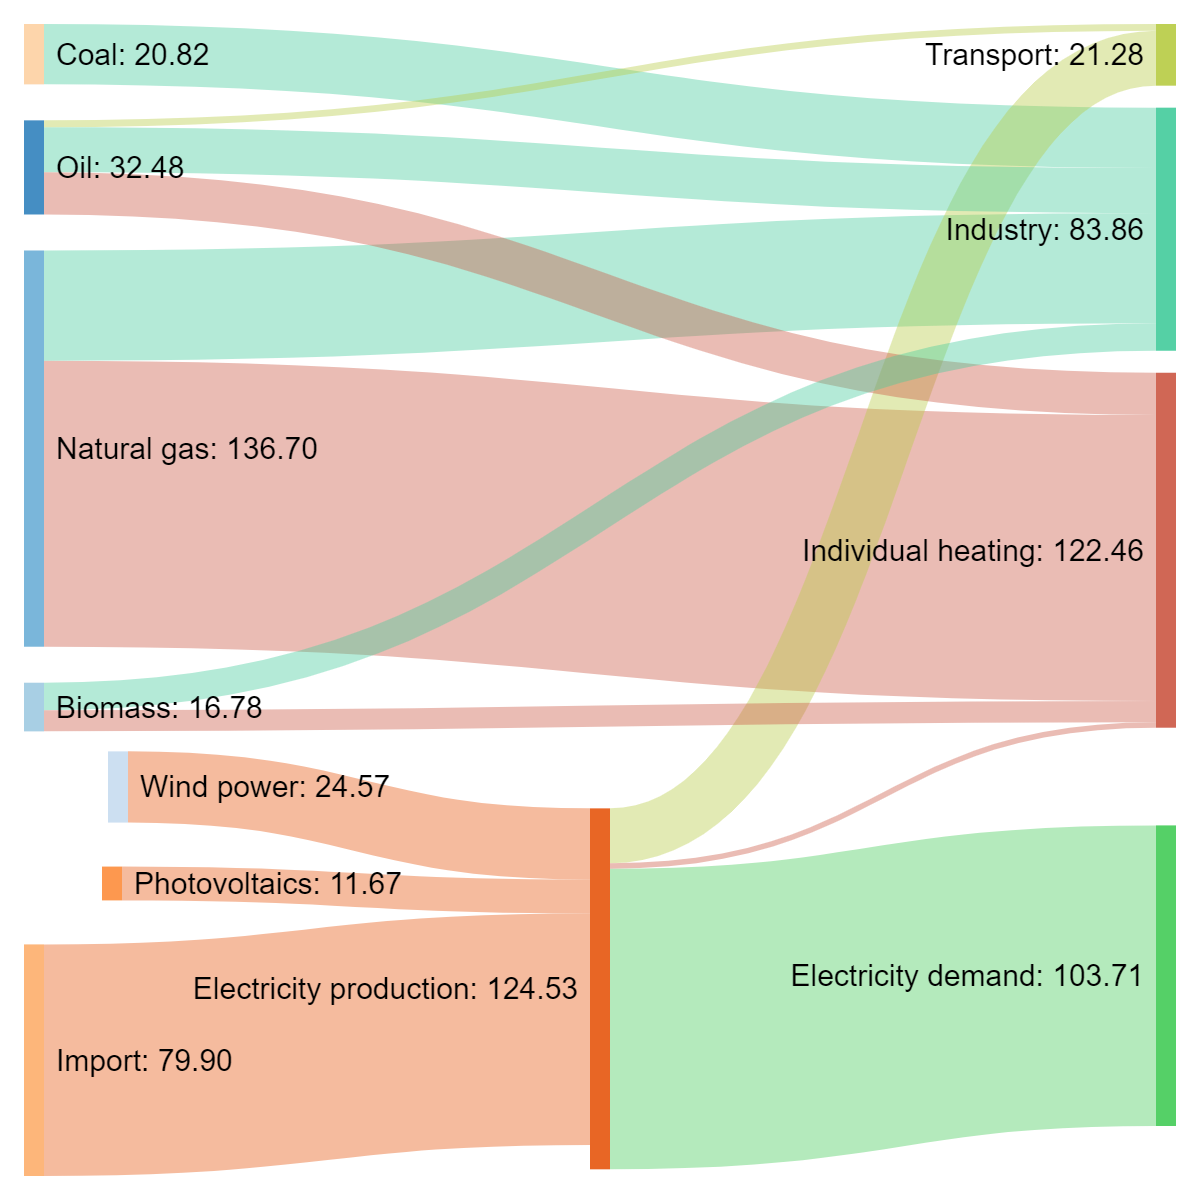 Coal: 20.82
Transport: 21.28
Oil: 32.48
Industry: 83.86
Natural gas: 136.70
Individual heating: 122.46
Biomass: 16.78
Wind power: 24.57
Photovoltaics: 11.67
Electricity production: 124.53
Electricity demand: 103.71
Import: 79.90